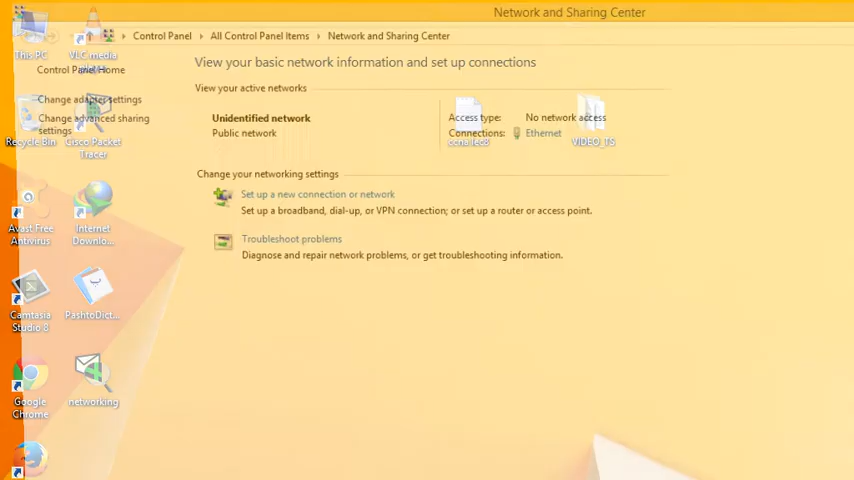 Network and Sharing Center
Control Panel
All Control Panel Items
Network and Sharing Center
This PC
VLC media
Control Panel Home
View your basic network information and set up connections
View your active networks
Change adapter settings
Change advanced sharing
settings
Unidentified network
Public network
Access type:
No network access
Connections:
Ethernet
Recycle Bin
Cisco Packet
Tracer
VIDEO_TS
Change your networking settings
Set up a new connection or network
Set up a broadband, dial-up, or VPN connection; or set up a router or access point.
Troubleshoot problems
Diagnose and repair network problems, or get troubleshooting information.
Avast Free
Antivirus
Internet
Downlo...
Camtasia
Studio 8
PashtoDict...
Google
Chrome
networking